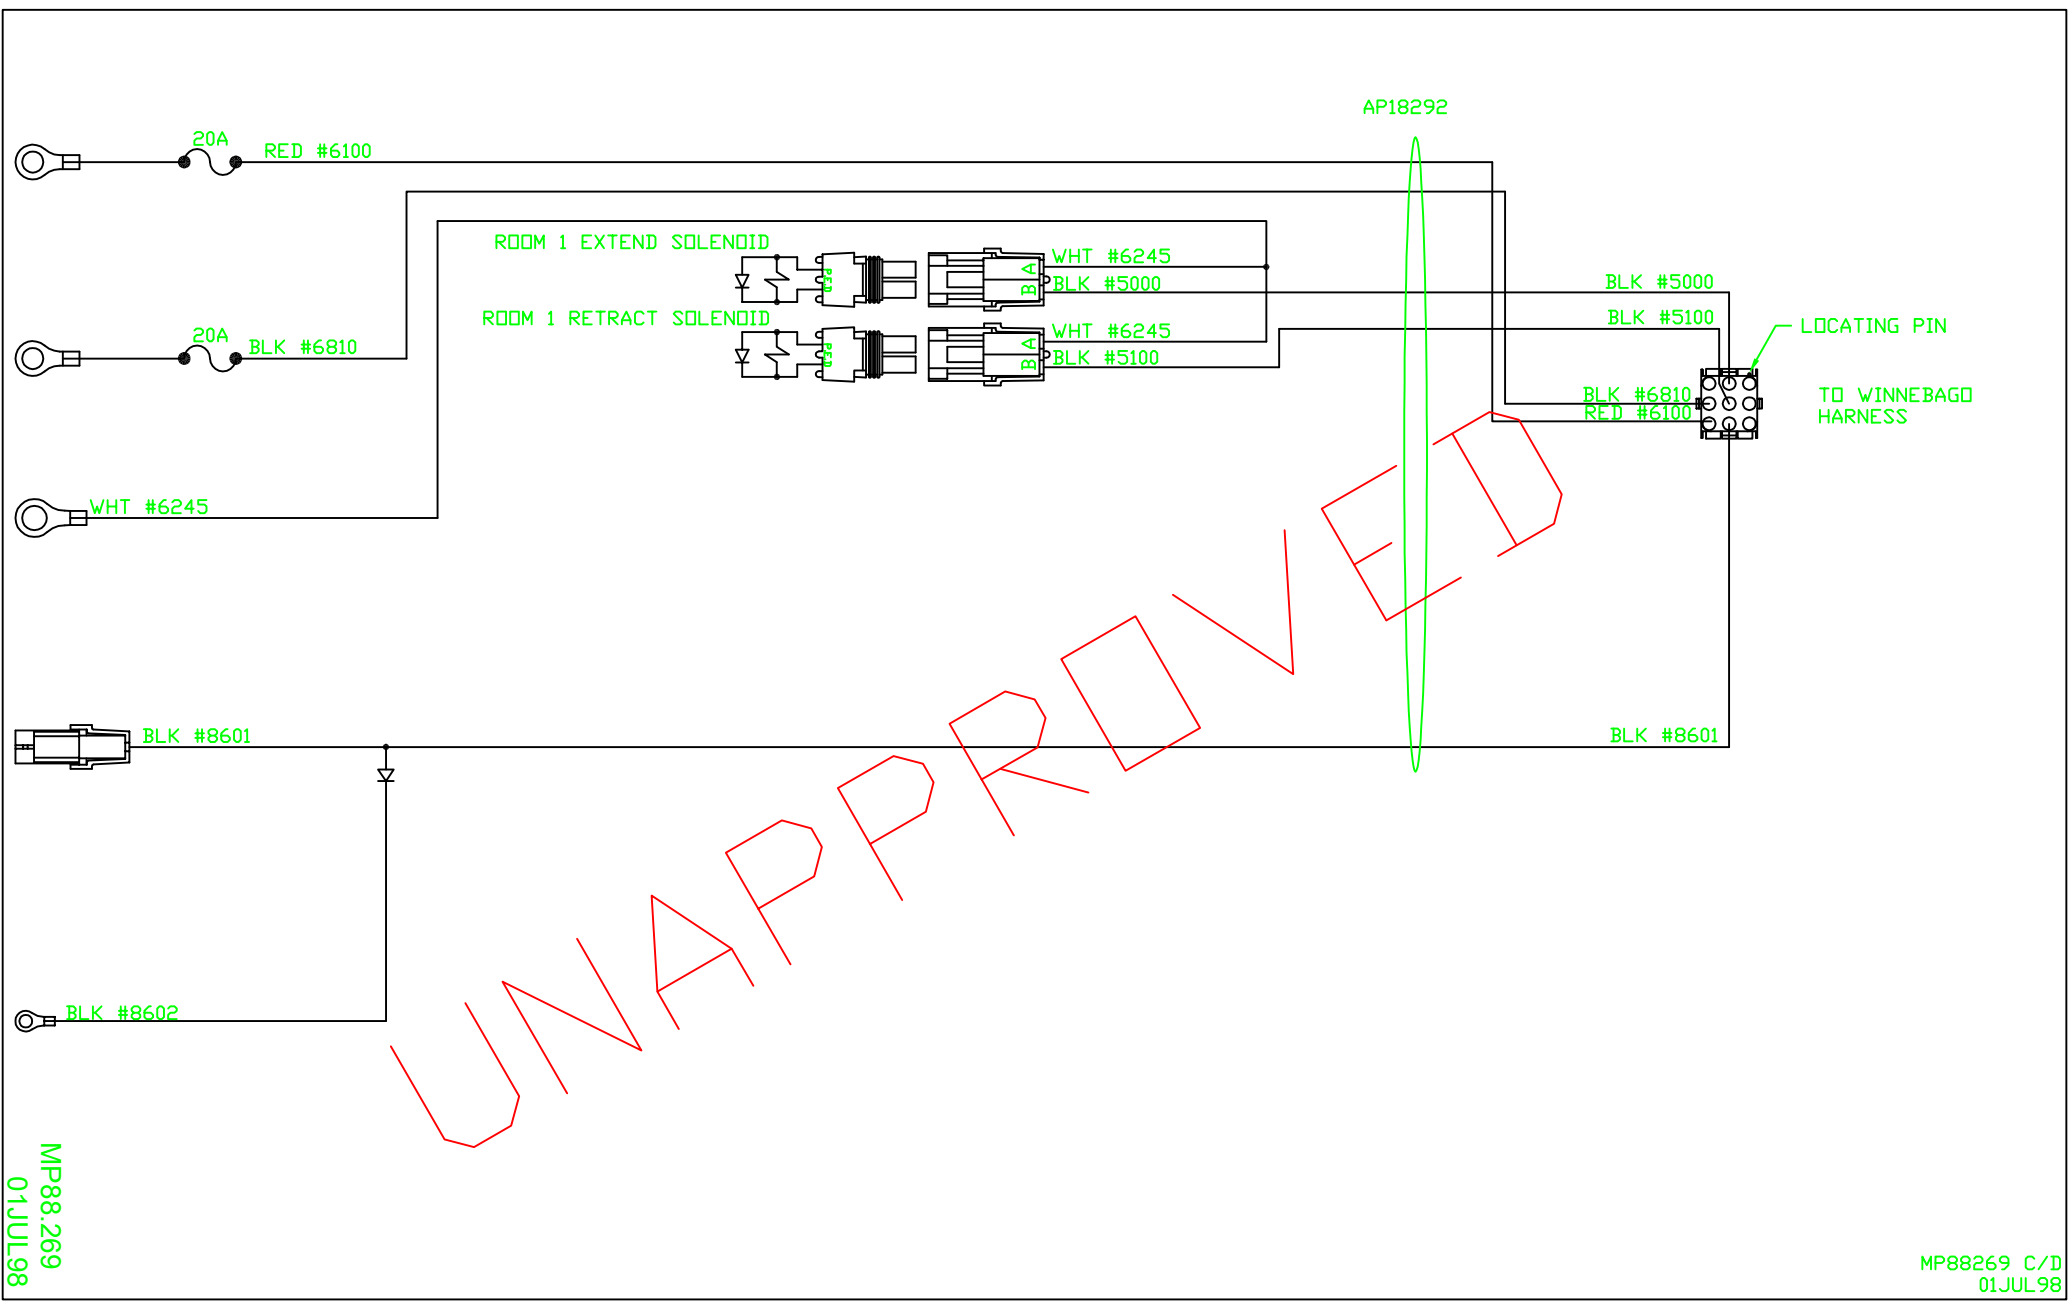 AP18292
20A
RED #6100
ROOM 1 EXTEND SOLENOID
P.E.D
A
B
WHT #6245
BLK #5000
BLK #5000
ROOM 1 RETRACT SOLENOID
P.E.D
A
B
WHT #6245
BLK #5100
BLK #5100
LOCATING PIN
20A
BLK #6810
BLK #6810
RED #6100
TO WINNEBAGO
HARNESS
WHT #6245
BLK #8601
BLK #8601
BLK #8602
UNAPPROVED
MP88.269
01JUL98
MP88269 C/D
01JUL98